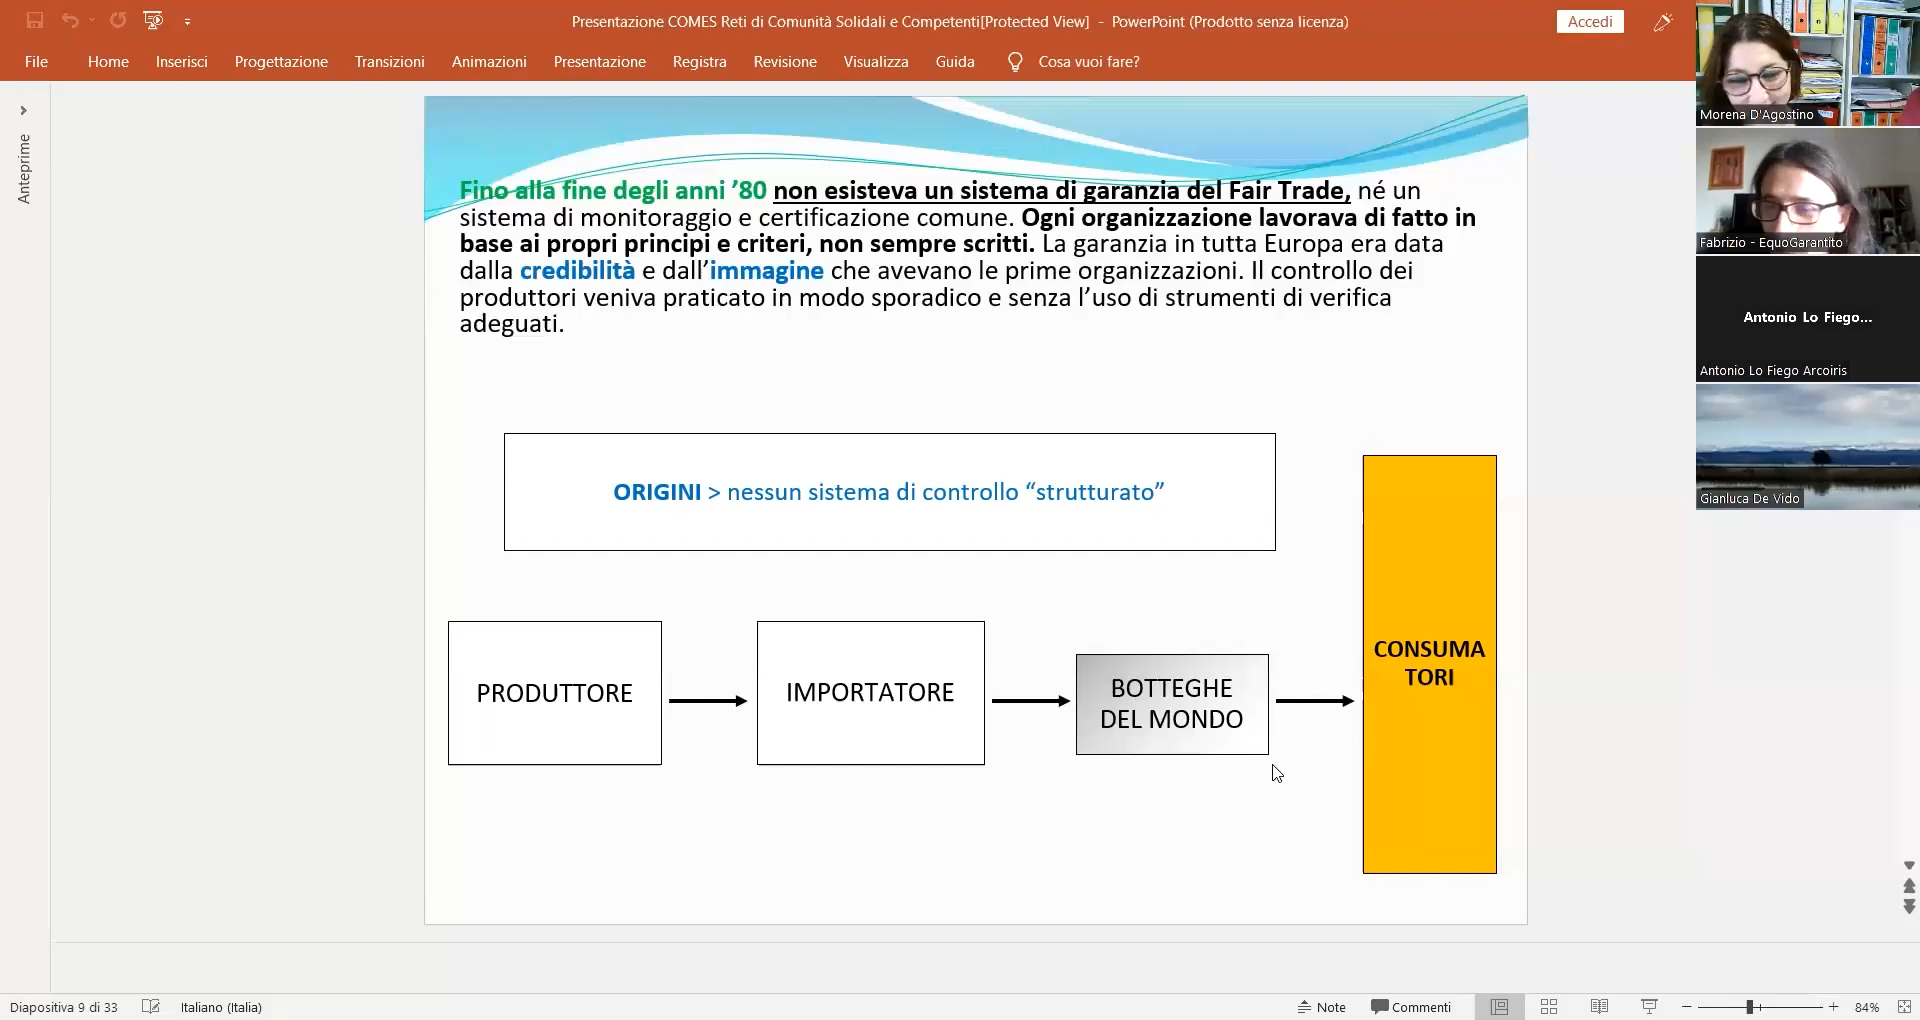 Presentazione COMES Reti di Comunità Solidali e Competenti[Protected View] - PowerPoint (Prodotto senza licenza)
Accedi
File Home Inserisci Progettazione Transizioni Animazioni Presentazione Registra Revisione Visualizza Guida Cosa vuoi fare?
Anteprime
Fino alla fine degli anni ’80 non esisteva un sistema di garanzia del Fair Trade, né un
sistema di monitoraggio e certificazione comune. Ogni organizzazione lavorava di fatto in
base ai propri principi e criteri, non sempre scritti. La garanzia in tutta Europa era data
dalla credibilità e dall’immagine che avevano le prime organizzazioni. Il controllo dei
produttori veniva praticato in modo sporadico e senza l’uso di strumenti di verifica
adeguati.
ORIGINI > nessun sistema di controllo “strutturato”
PRODUTTORE
IMPORTATORE
BOTTEGHE
DEL MONDO
CONSUMA
TORI
Morena D'Agostino
Fabrizio - EquoGarantito
Antonio Lo Fiego...
Antonio Lo Fiego Arcoiris
Gianluca De Vido
Diapositiva 9 di 33 Italiano (Italia) Note Commenti 84%